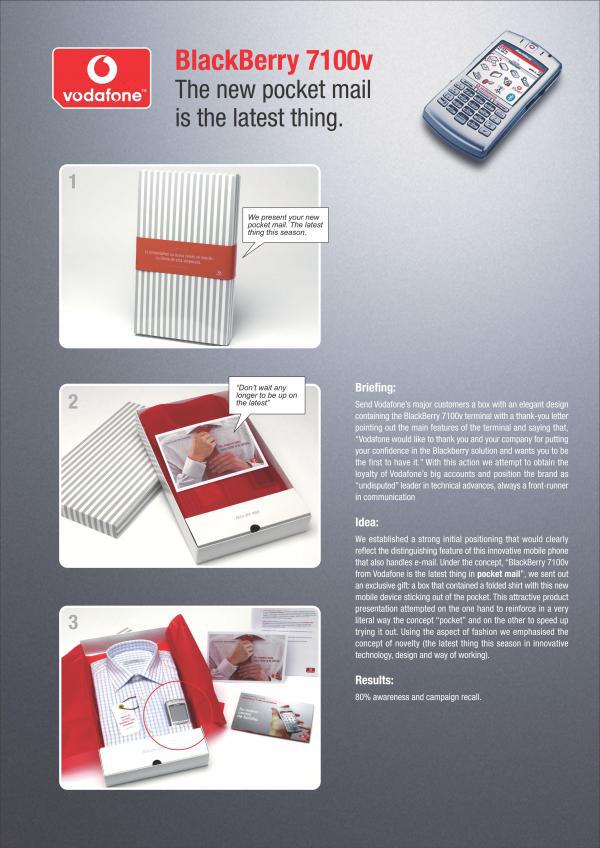 vodafone™
BlackBerry 7100v
The new pocket mail
is the latest thing.
1
We present your new
pocket mail. The latest
thing this season.
2
"Don't wait any
longer to be up on
the latest"
Briefing:
Send Vodafone's major customers a box with an elegant design
containing the BlackBerry 7100v terminal with a thank-you letter
pointing out the main features of the terminal and saying that,
"Vodafone would like to thank you and your company for putting
your confidence in the Blackberry solution and wants you to be
the first to have it." With this action we attempt to obtain the
loyalty of Vodafone's big accounts and position the brand as
"undisputed" leader in technical advances, always a front-runner
in communication
Idea:
We established a strong initial positioning that would clearly
reflect the distinguishing feature of this innovative mobile phone
that also handles e-mail. Under the concept, "BlackBerry 7100v
from Vodafone is the latest thing in pocket mail", we sent out
an exclusive gift: a box that contained a folded shirt with this new
mobile device sticking out of the pocket. This attractive product
presentation attempted on the one hand to reinforce in a very
literal way the concept "pocket" and on the other to speed up
trying it out. Using the aspect of fashion we emphasised the
concept of novelty (the latest thing this season in innovative
technology, design and way of working).
3
Results:
80% awareness and campaign recall.